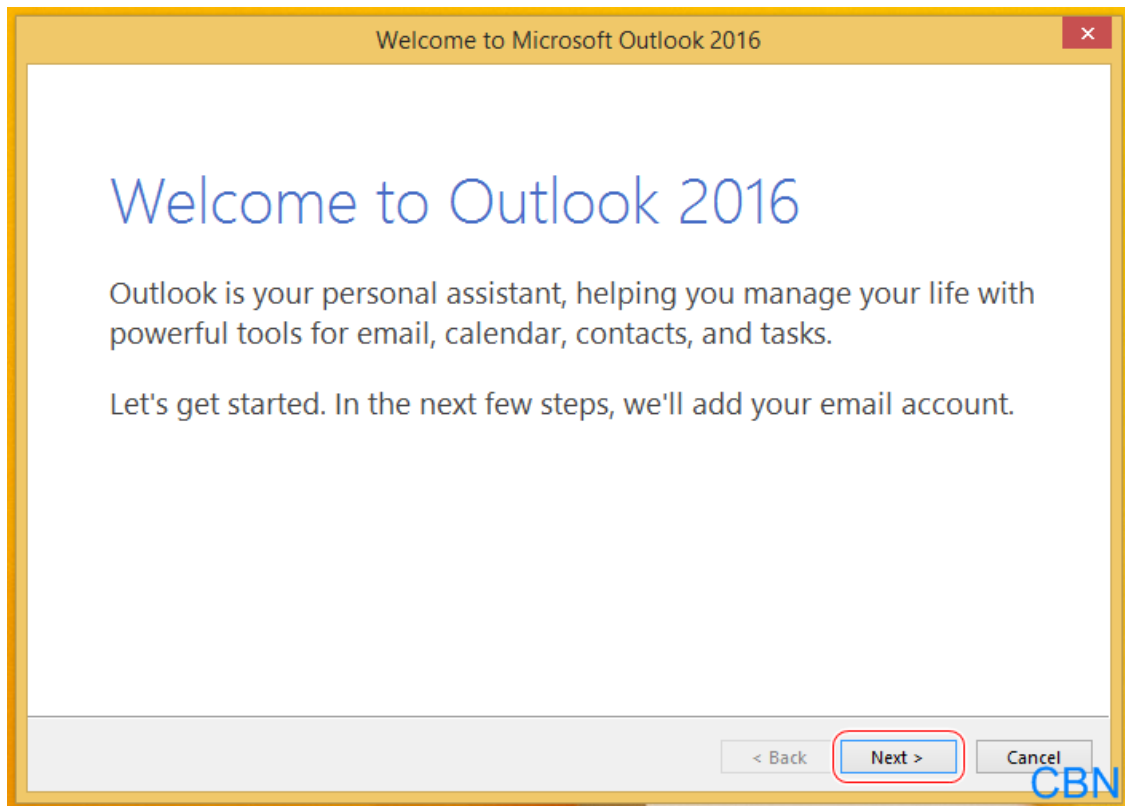 Welcome to Microsoft Outlook 2016
Welcome to Outlook 2016
Outlook is your personal assistant, helping you manage your life with
powerful tools for email, calendar, contacts, and tasks.
Let's get started. In the next few steps, we'll add your email account.
< Back Next > Cancel
CBN